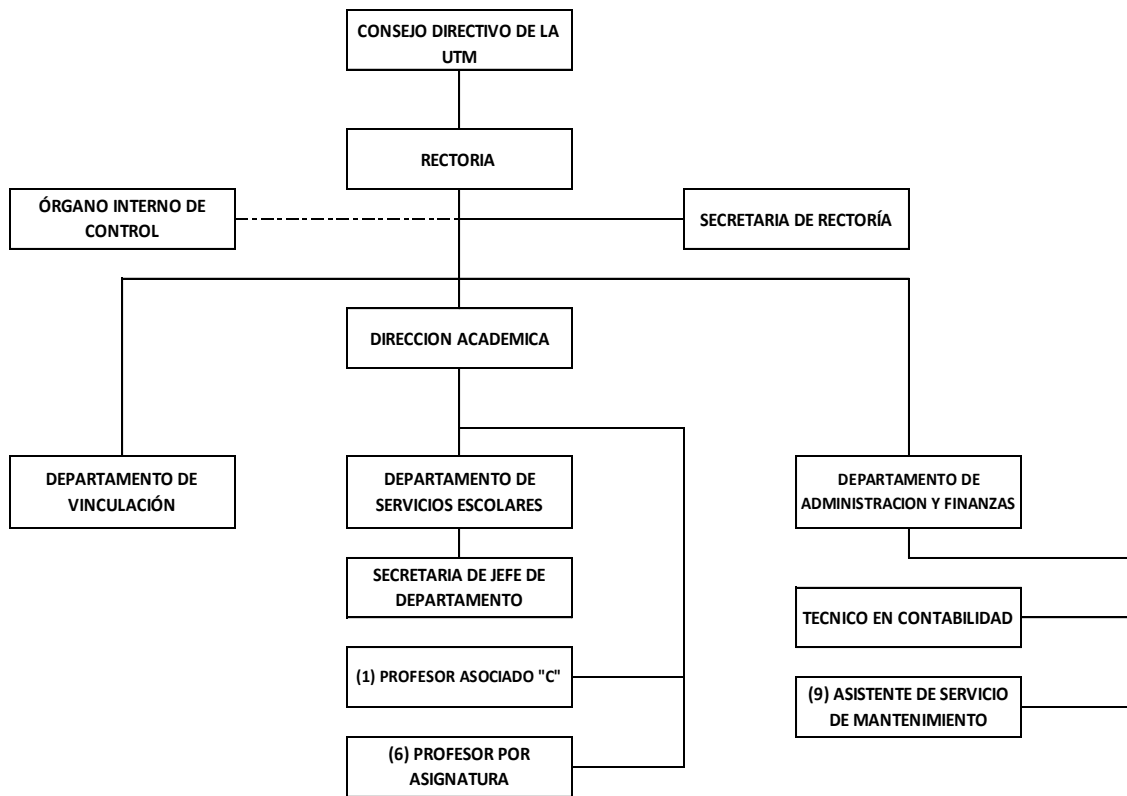 CONSEJO DIRECTIVO DE LA
UTM
RECTORIA
ÓRGANO INTERNO DE
CONTROL
SECRETARIA DE RECTORÍA
DIRECCION ACADEMICA
DEPARTAMENTO DE
VINCULACIÓN
DEPARTAMENTO DE
SERVICIOS ESCOLARES
DEPARTAMENTO DE
ADMINISTRACION Y FINANZAS
SECRETARIA DE JEFE DE
DEPARTAMENTO
TECNICO EN CONTABILIDAD
(1) PROFESOR ASOCIADO "C"
(9) ASISTENTE DE SERVICIO
DE MANTENIMIENTO
(6) PROFESOR POR
ASIGNATURA